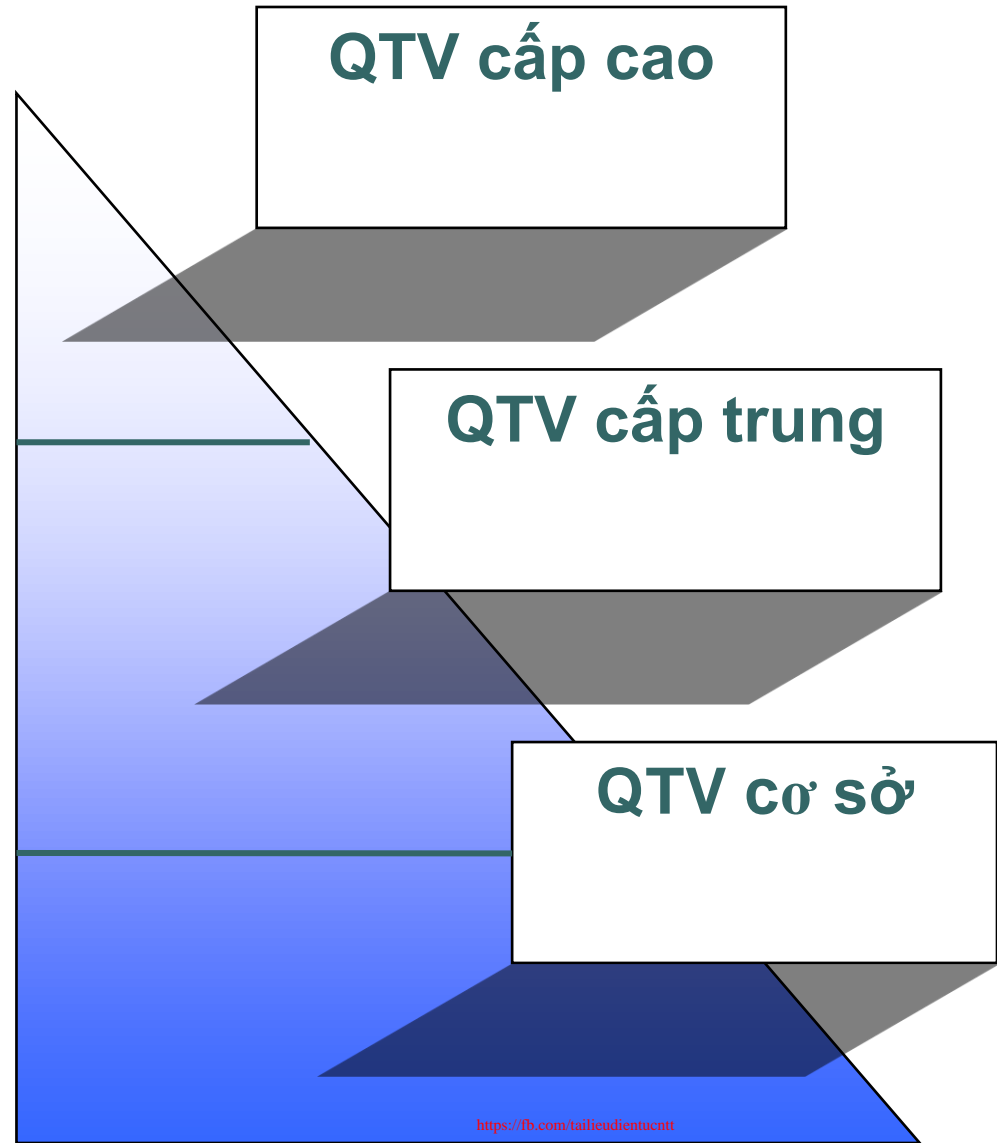 QTV cấp cao
QTV cấp trung
QTV cơ sở
https://fb.com/tailieudientucntt